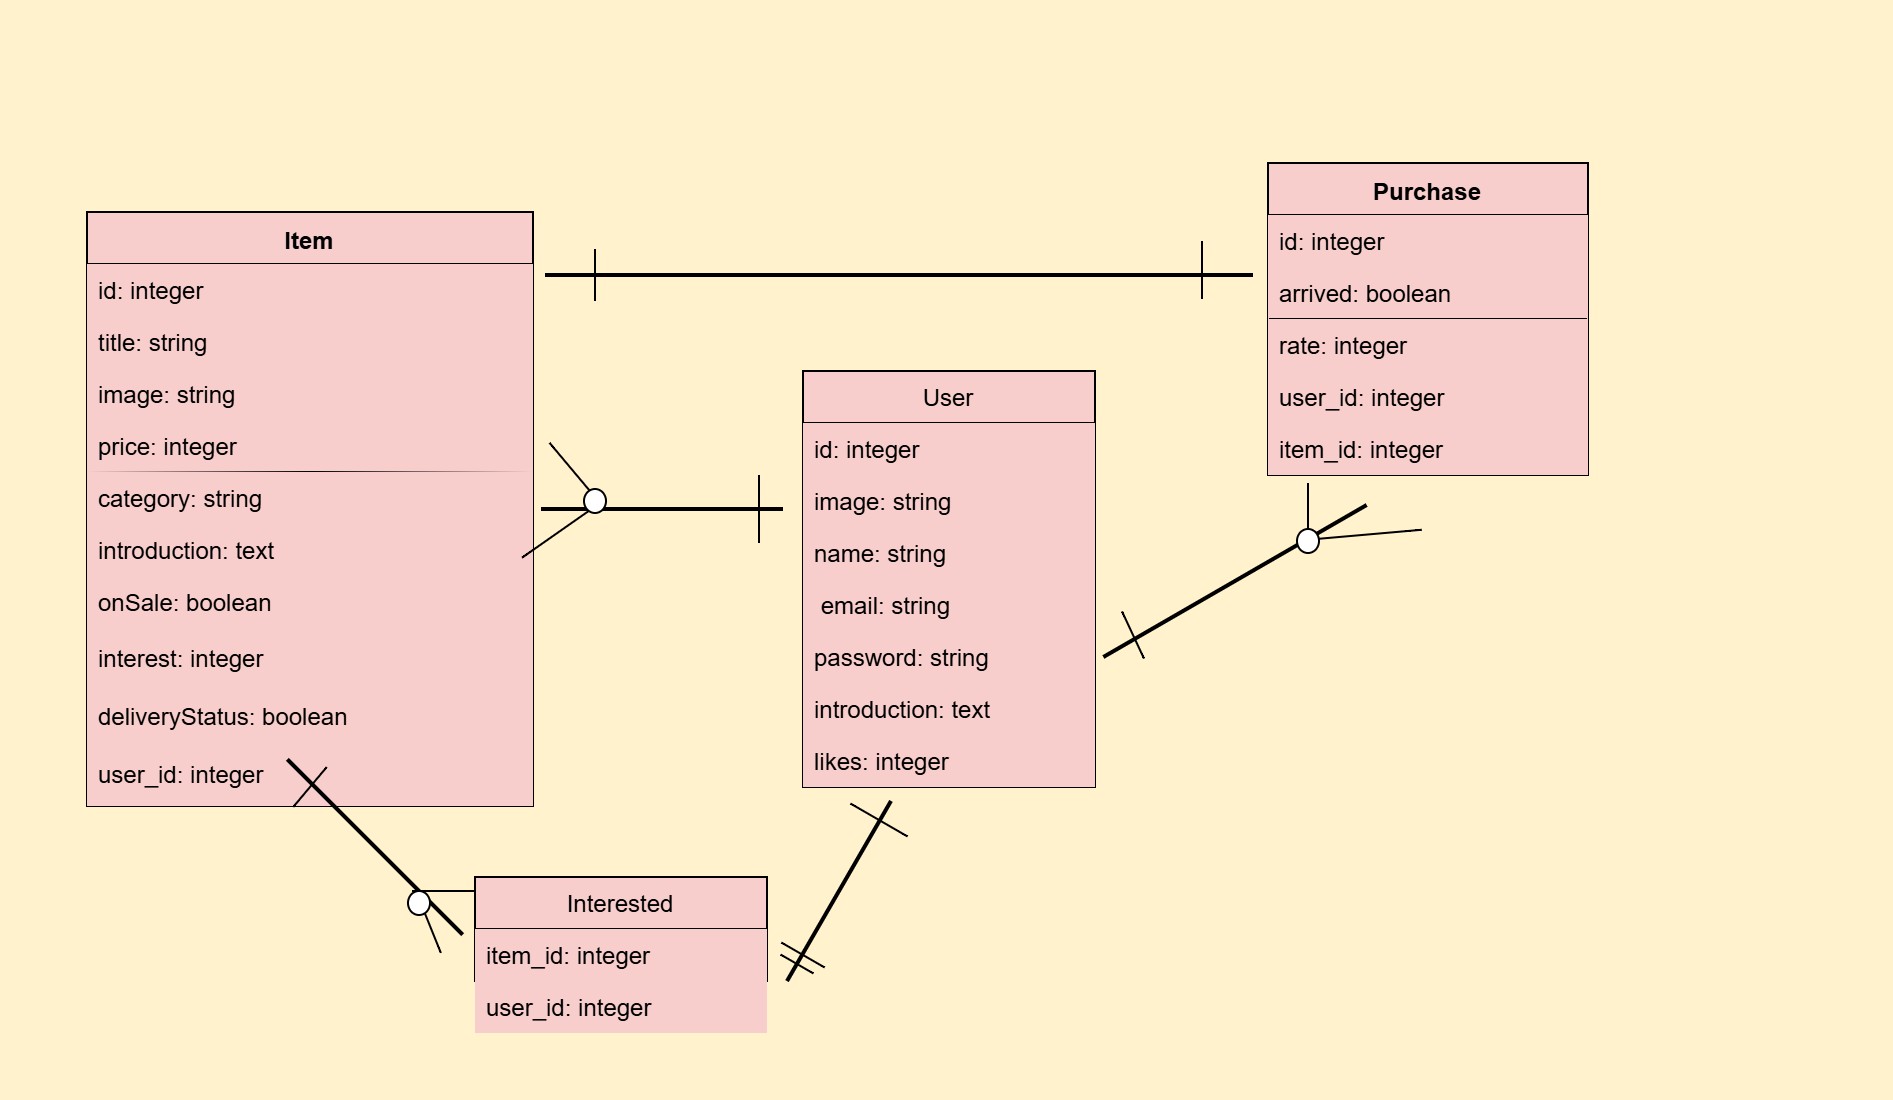 Item
id: integer
title: string
image: string
price: integer
category: string
introduction: text
onSale: boolean
interest: integer
deliveryStatus: boolean
user_id: integer
User
id: integer
image: string
name: string
email: string
password: string
introduction: text
likes: integer
Purchase
id: integer
arrived: boolean
rate: integer
user_id: integer
item_id: integer
Interested
item_id: integer
user_id: integer